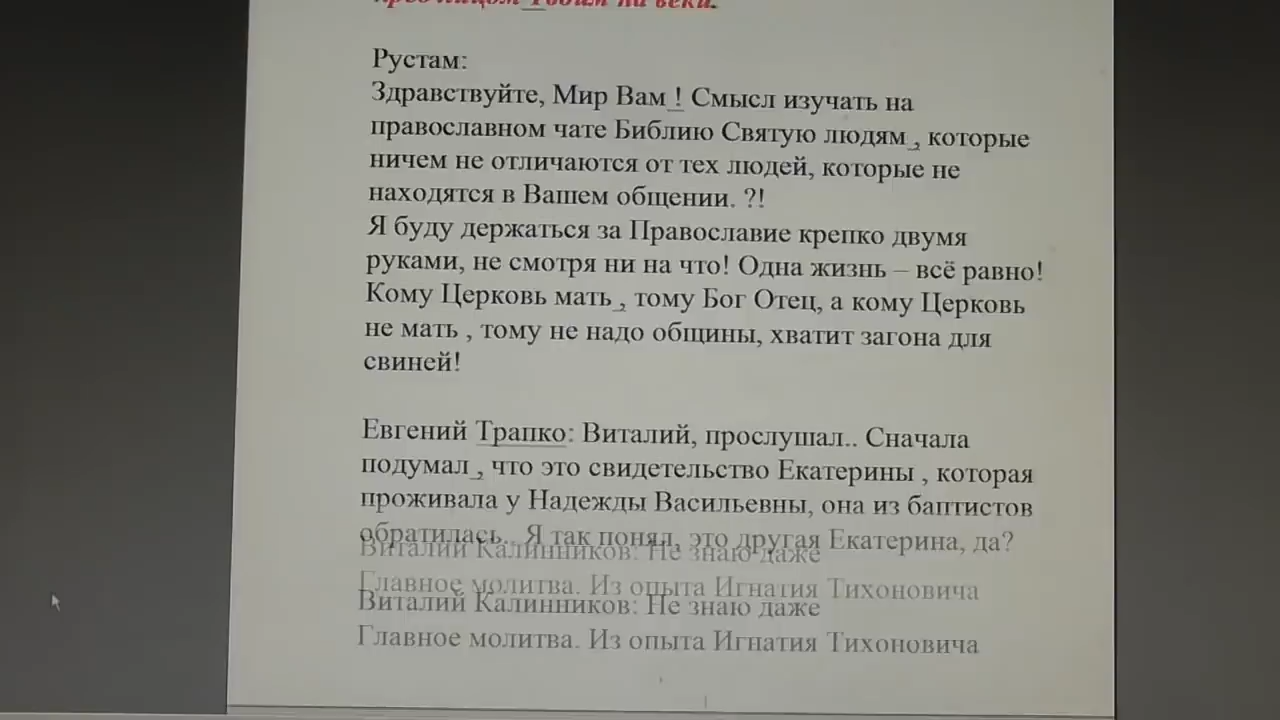 пред лицом Твоим на веки.
Рустам:
Здравствуйте, Мир Вам ! Смысл изучать на
православном чате Библию Святую людям , которые
ничем не отличаются от тех людей, которые не
находятся в Вашем общении. ?!
Я буду держаться за Православие крепко двумя
руками, не смотря ни на что! Одна жизнь – всё равно!
Кому Церковь мать , тому Бог Отец, а кому Церковь
не мать , тому не надо общины, хватит загона для
свиней!
Евгений Трапко: Виталий, прослушал.. Сначала
подумал , что это свидетельство Екатерины , которая
проживала у Надежды Васильевны, она из баптистов
обратилась.. Я так понял, это другая Екатерина, да?
Виталий Калинников: Не знаю даже
Главное молитва. Из опыта Игнатия Тихоновича
Виталий Калинников: Не знаю даже
Главное молитва. Из опыта Игнатия Тихоновича